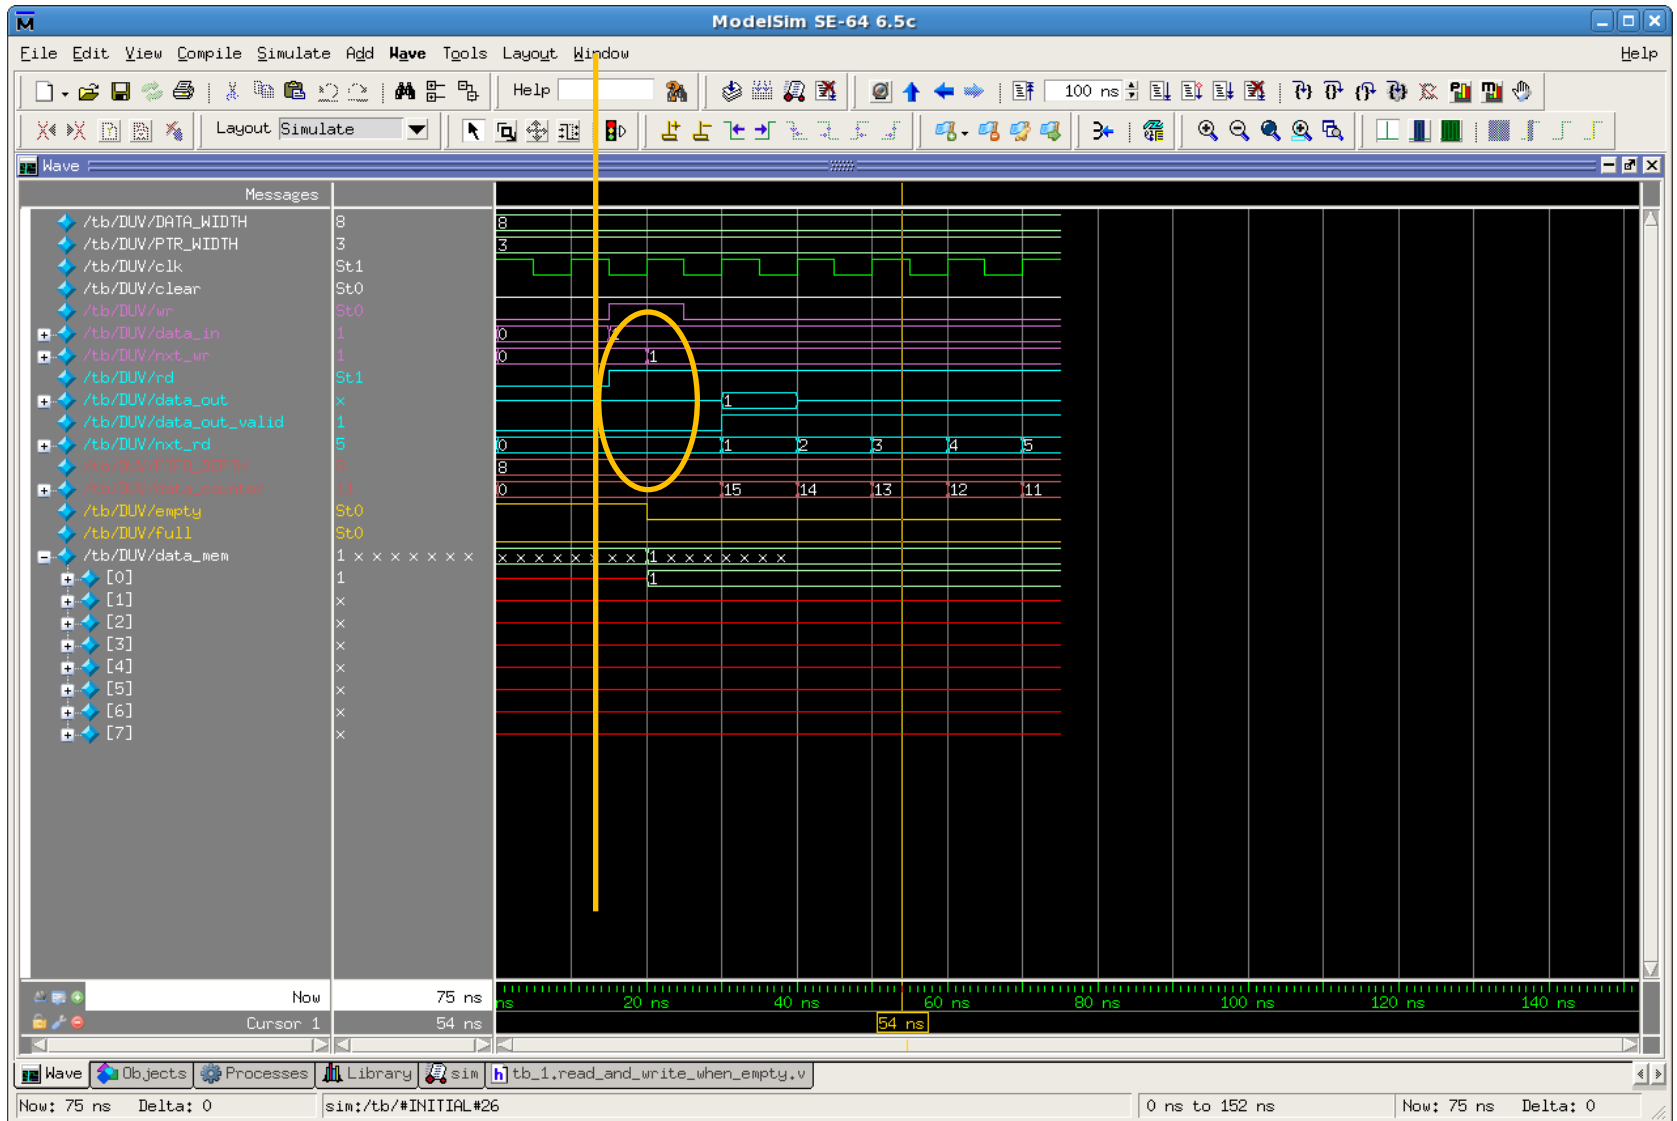 ModelSim SE-64 6.5c
File Edit View Compile Simulate Add Wave Tools Layout Window Help
Help 100 ns
Layout Simulate
Wave
Messages
/tb/DUV/DATA_WIDTH 8 8
/tb/DUV/PTR_WIDTH 3 3
/tb/DUV/clk St1
/tb/DUV/clear St0
/tb/DUV/wr St0
/tb/DUV/data_in 1 0 1
/tb/DUV/nxt_wr 1 0 1
/tb/DUV/rd St1
/tb/DUV/data_out x 1
/tb/DUV/data_out_valid 1
/tb/DUV/nxt_rd 5 0 1 2 3 4 5
/tb/DUV/FIFO_DEPTH 8 8
/tb/DUV/data_counter 11 0 15 14 13 12 11
/tb/DUV/empty St0
/tb/DUV/full St0
/tb/DUV/data_mem 1 x x x x x x x x x x x x x x x 1 x x x x x x x
[0] 1 1
[1] x
[2] x
[3] x
[4] x
[5] x
[6] x
[7] x
Now 75 ns ns 20 ns 40 ns 60 ns 80 ns 100 ns 120 ns 140 ns
Cursor 1 54 ns 54 ns
Wave Objects Processes Library sim tb_1.read_and_write_when_empty.v
Now: 75 ns Delta: 0 sim:/tb/#INITIAL#26 0 ns to 152 ns Now: 75 ns Delta: 0